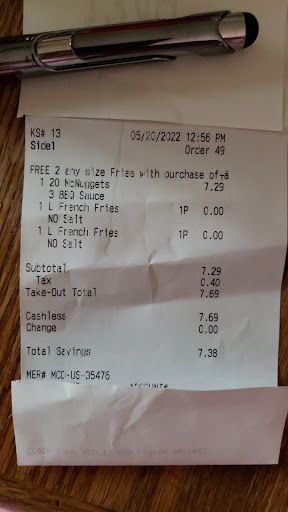 KS# 13 05/20/2022 12:56 PM
Side1 Order 49
FREE 2 any size Fries with purchase of
1 20 McNuggets 7.29
3 BBQ Sauce
1 L French Fries 1P 0.00
NO Salt
1 L French Fries 1P 0.00
NO Salt
Subtotal 7.29
Tax 0.40
Take-Out Total 7.69
Cashless 7.69
Change 0.00
Total Savings 7.38
MER# MCD-US-35476
ACCOUNT#